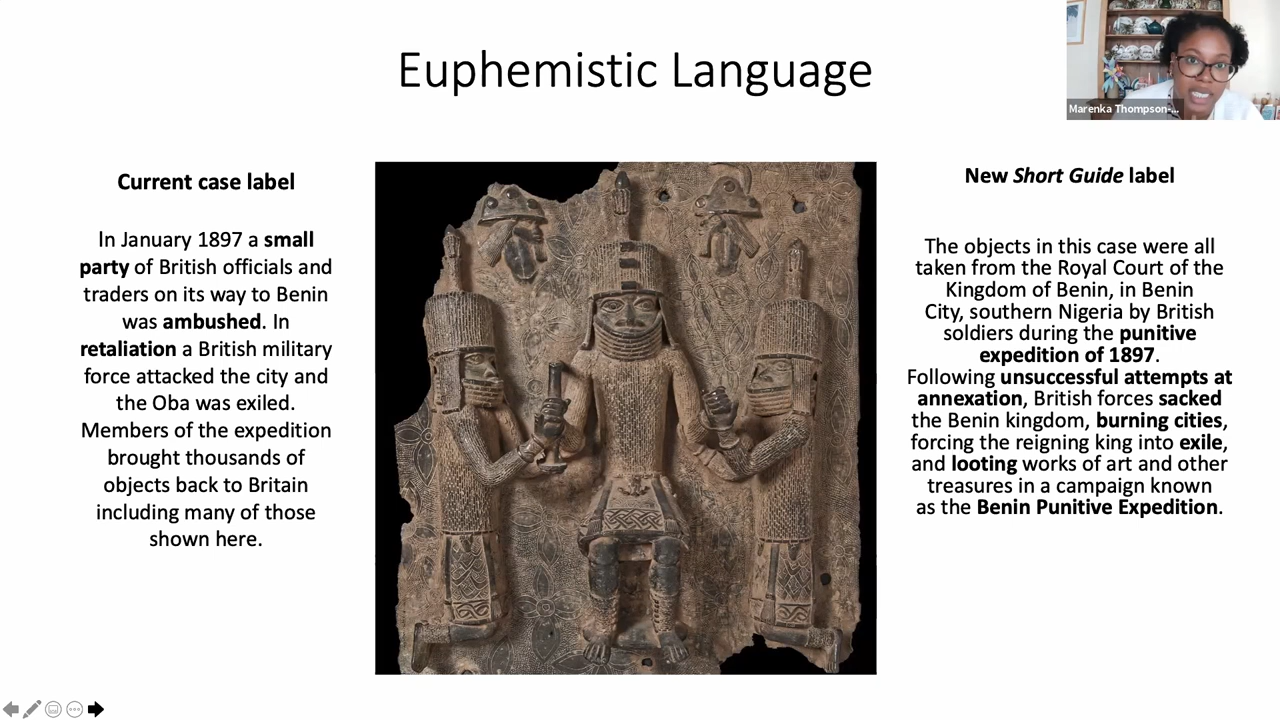 Euphemistic Language
Marenka Thompson-...
Current case label
In January 1897 a small
party of British officials and
traders on its way to Benin
was ambushed. In
retaliation a British military
force attacked the city and
the Oba was exiled.
Members of the expedition
brought thousands of
objects back to Britain
including many of those
shown here.
New Short Guide label
The objects in this case were all
taken from the Royal Court of the
Kingdom of Benin, in Benin
City, southern Nigeria by British
soldiers during the punitive
expedition of 1897.
Following unsuccessful attempts at
annexation, British forces sacked
the Benin kingdom, burning cities,
forcing the reigning king into exile,
and looting works of art and other
treasures in a campaign known
as the Benin Punitive Expedition.